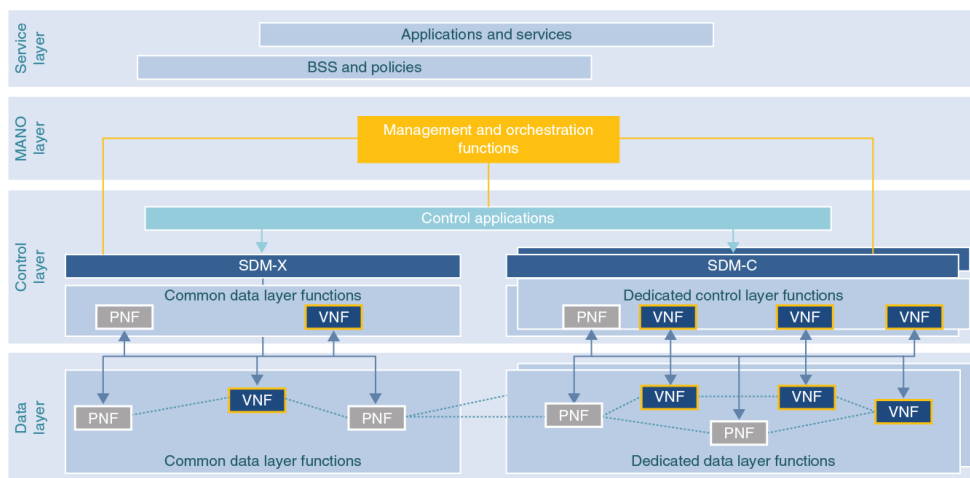 Service
layer
Applications and services
BSS and policies
MANO
layer
Management and orchestration
functions
Control
layer
Control applications
SDM-X
SDM-C
Common data layer functions
PNF
VNF
Dedicated control layer functions
PNF
VNF
VNF
VNF
Data
layer
PNF
VNF
PNF
Common data layer functions
PNF
VNF
VNF
PNF
VNF
Dedicated data layer functions